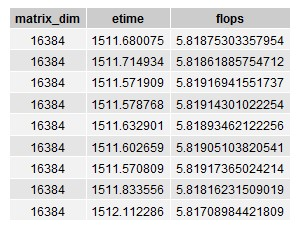 matrix_dim etime flops
16384 1511.680075 5.81875303357954
16384 1511.714934 5.81861885754712
16384 1511.571909 5.81916941551737
16384 1511.578768 5.81914301022254
16384 1511.632901 5.81893462122256
16384 1511.602659 5.81905103820541
16384 1511.570809 5.81917365024214
16384 1511.833556 5.81816231509019
16384 1512.112286 5.81708984421809